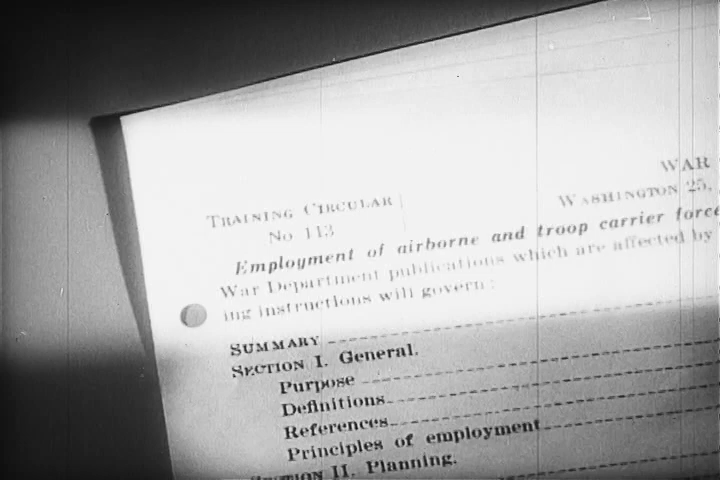 WAR
TRAINING CIRCULAR
WASHINGTON 25,
No 113
Employment of airborne and troop carrier force
War Department publications which are affected by
ing instructions will govern:
SUMMARY
SECTION I. General.
Purpose
Definitions
References
Principles of employment
SECTION II. Planning.